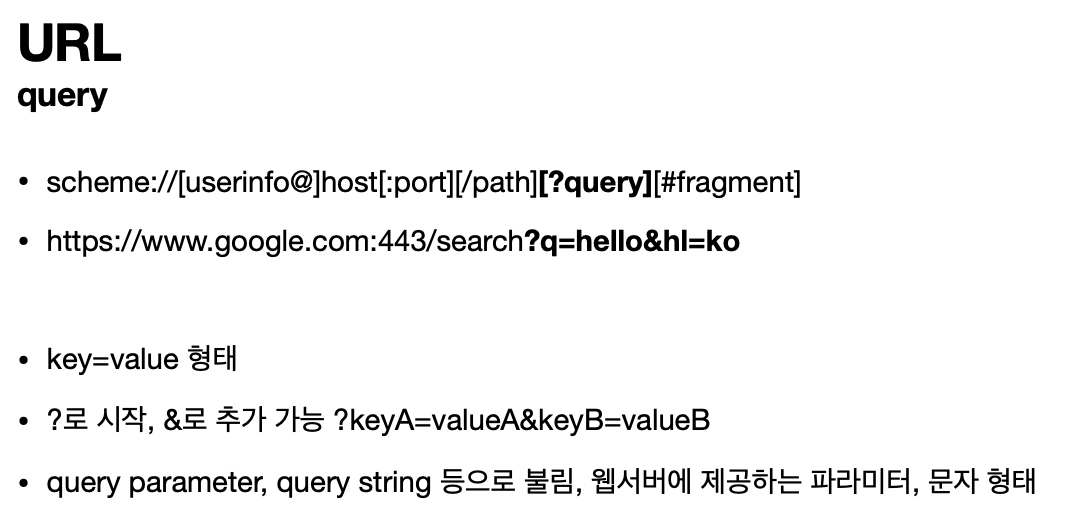 URL
query
• scheme://[userinfo@]host[:port][/path][?query][#fragment]
• https://www.google.com:443/search?q=hello&hl=ko
• key=value 형태
• ?로 시작, &로 추가 가능 ?keyA=valueA&keyB=valueB
• query parameter, query string 등으로 불림, 웹서버에 제공하는 파라미터, 문자 형태